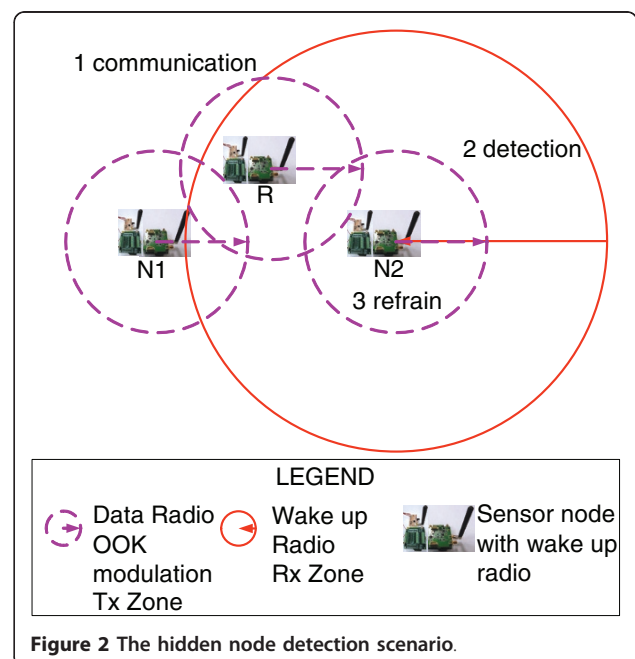 1 communication
2 detection
R
N1
N2
3 refrain
LEGEND
Data Radio
OOK
modulation
Tx Zone
Wake up
Radio
Rx Zone
Sensor node
with wake up
radio
Figure 2 The hidden node detection scenario.